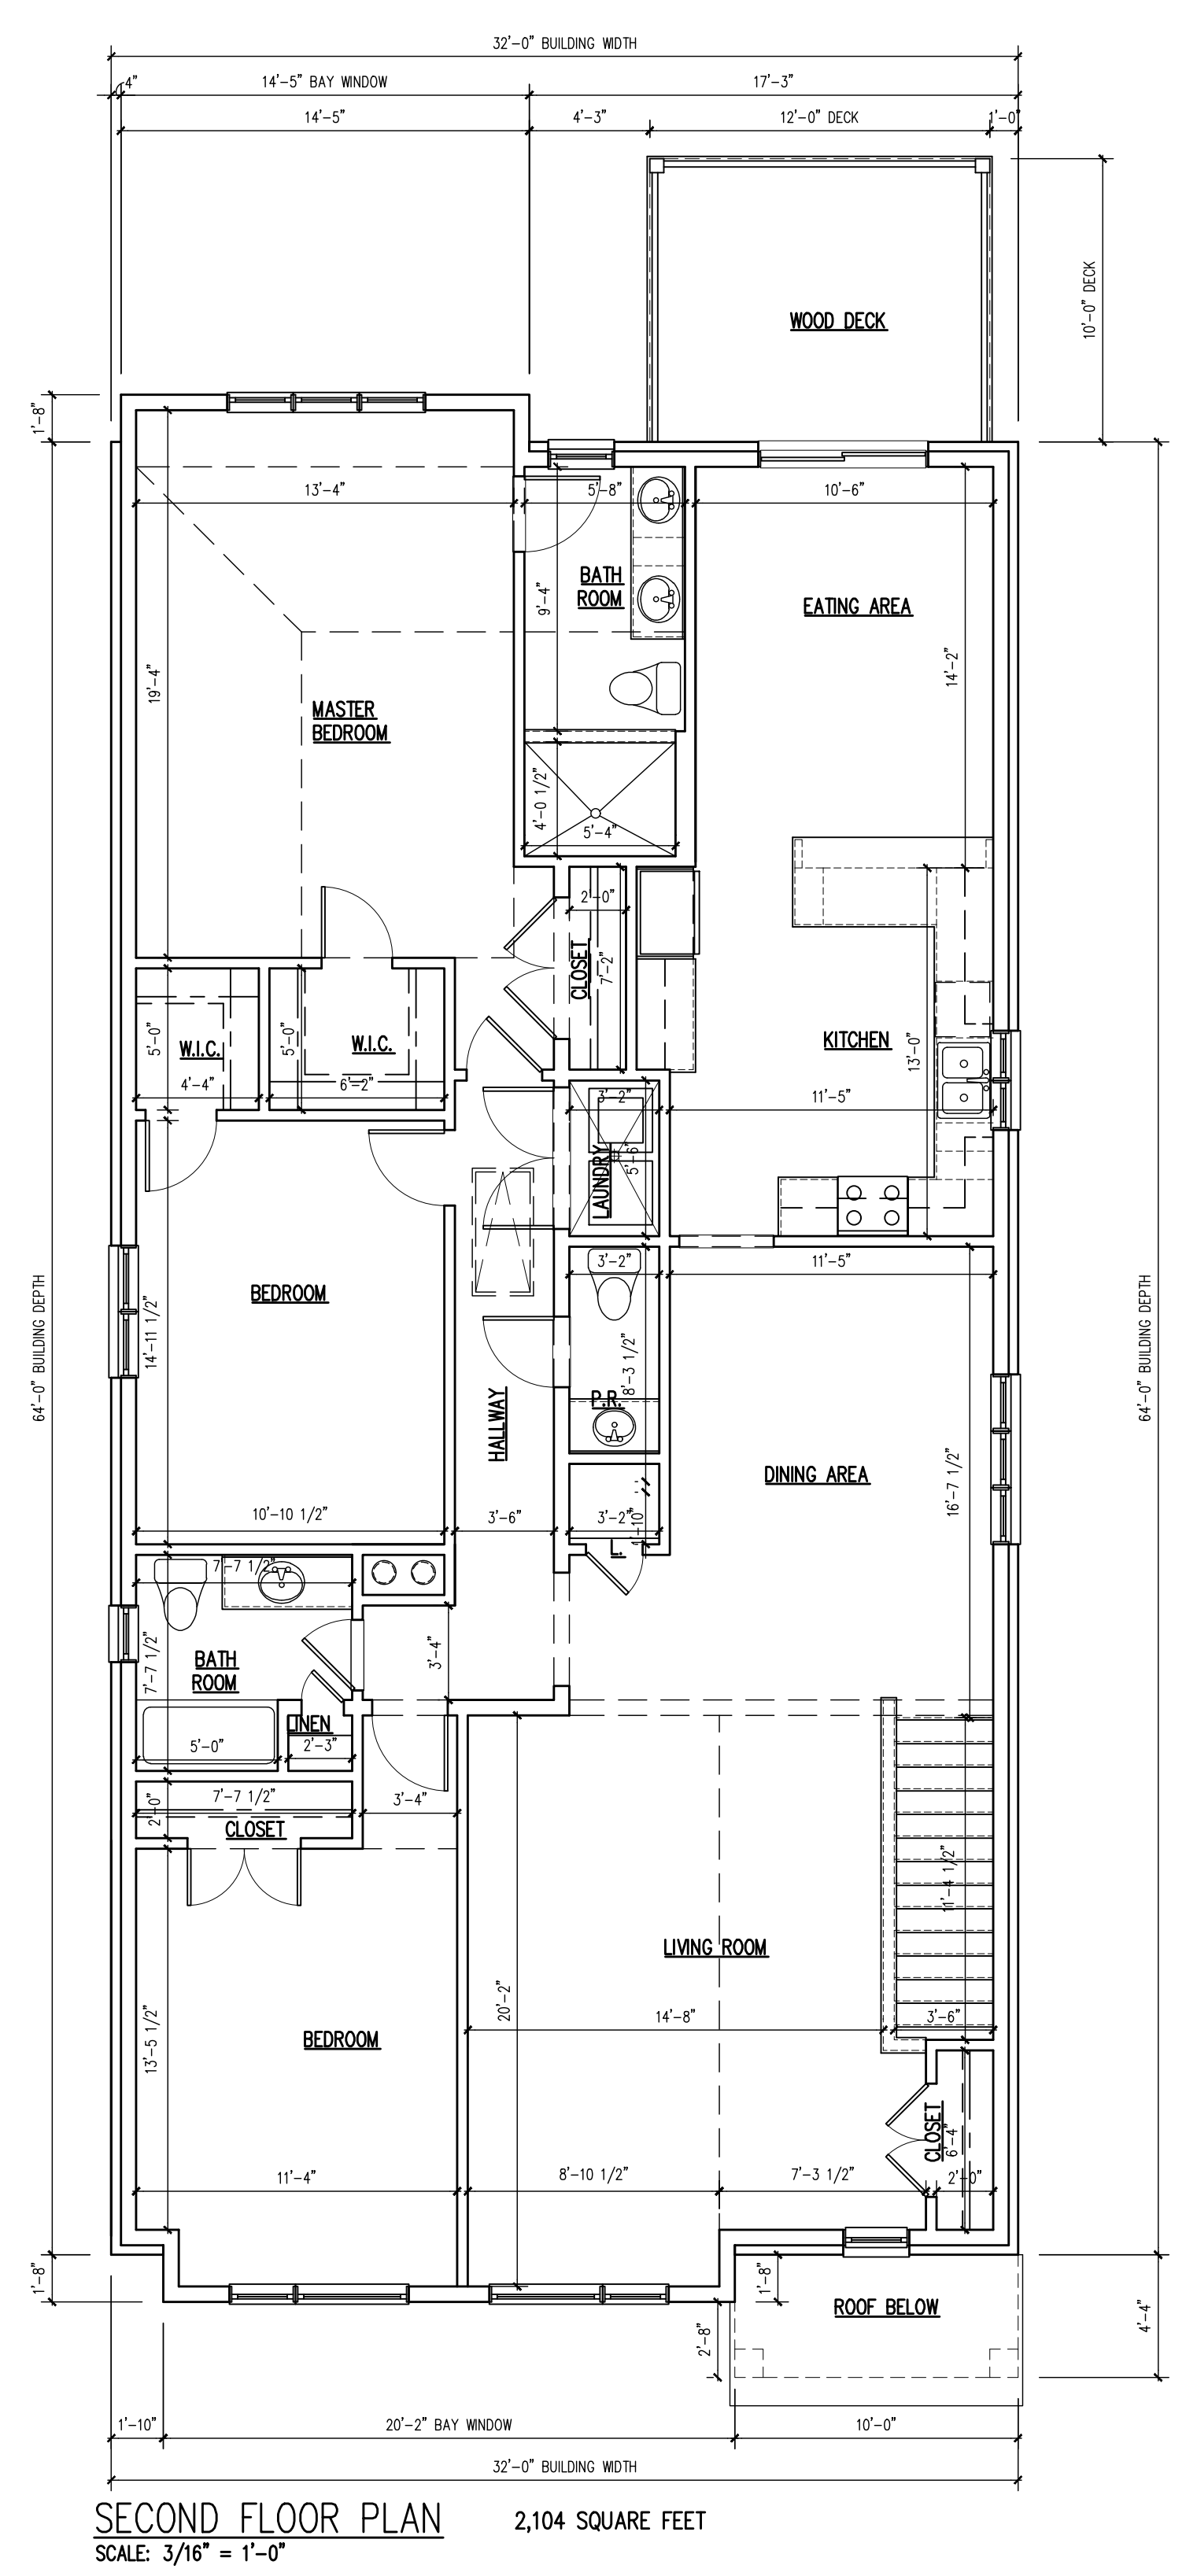 32'-0" BUILDING WIDTH
4"
14'-5" BAY WINDOW
17'-3"
14'-5"
4'-3"
12'-0" DECK
1'-0"
10'-0" DECK
WOOD DECK
1'-8"
13'-4"
5'-8"
10'-6"
BATH
ROOM
9'-4"
EATING AREA
14'-2"
19'-4"
MASTER
BEDROOM
4'-0 1/2"
5'-4"
2'-0"
CLOSET
7'-2"
5'-0"
W.I.C.
4'-4"
5'-0"
W.I.C.
6'-2"
KITCHEN
13'-0"
3'-2"
11'-5"
LAUNDRY
5'-6"
3'-2"
11'-5"
BEDROOM
14'-11 1/2"
64'-0" BUILDING DEPTH
64'-0" BUILDING DEPTH
8'-3 1/2"
P.R.
HALLWAY
DINING AREA
16'-7 1/2"
10'-10 1/2"
3'-6"
3'-2"
1'-10"
L.
7'-7 1/2"
BATH
ROOM
7'-7 1/2"
3'-4"
LINEN
5'-0"
2'-3"
7'-7 1/2"
2'-0"
3'-4"
CLOSET
11'-4 1/2"
LIVING ROOM
20'-2"
14'-8"
3'-6"
BEDROOM
13'-5 1/2"
CLOSET
6'-4"
11'-4"
8'-10 1/2"
7'-3 1/2"
2'-0"
1'-8"
1'-8"
ROOF BELOW
2'-8"
4'-4"
1'-10"
20'-2" BAY WINDOW
10'-0"
32'-0" BUILDING WIDTH
SECOND FLOOR PLAN
2,104 SQUARE FEET
SCALE: 3/16" = 1'-0"